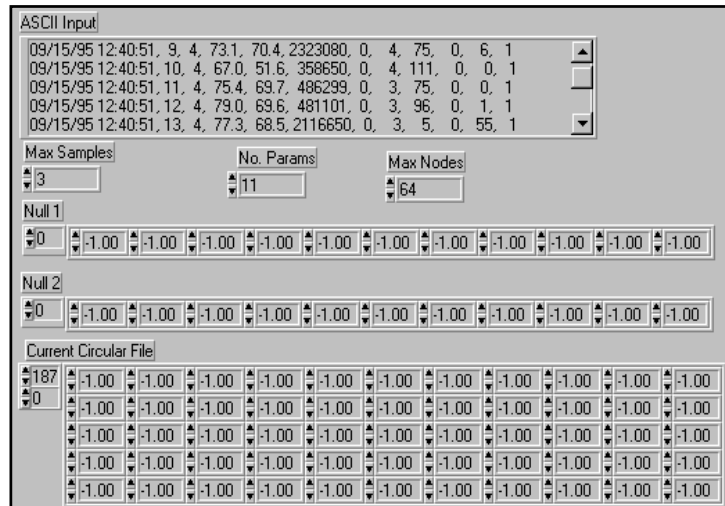 ASCII Input
09/15/95 12:40:51, 9, 4, 73.1, 70.4, 2323080, 0, 4, 75, 0, 6, 1
09/15/95 12:40:51, 10, 4, 67.0, 51.6, 358650, 0, 4, 111, 0, 0, 1
09/15/95 12:40:51, 11, 4, 75.4, 69.7, 486299, 0, 3, 75, 0, 0, 1
09/15/95 12:40:51, 12, 4, 79.0, 69.6, 481101, 0, 3, 96, 0, 1, 1
09/15/95 12:40:51, 13, 4, 77.3, 68.5, 2116650, 0, 3, 5, 0, 55, 1
Max Samples No. Params Max Nodes
3 11 64
Null 1
0 -1.00 -1.00 -1.00 -1.00 -1.00 -1.00 -1.00 -1.00 -1.00 -1.00 -1.00
Null 2
0 -1.00 -1.00 -1.00 -1.00 -1.00 -1.00 -1.00 -1.00 -1.00 -1.00 -1.00
Current Circular File
187 -1.00 -1.00 -1.00 -1.00 -1.00 -1.00 -1.00 -1.00 -1.00 -1.00 -1.00
0 -1.00 -1.00 -1.00 -1.00 -1.00 -1.00 -1.00 -1.00 -1.00 -1.00 -1.00
-1.00 -1.00 -1.00 -1.00 -1.00 -1.00 -1.00 -1.00 -1.00 -1.00 -1.00
-1.00 -1.00 -1.00 -1.00 -1.00 -1.00 -1.00 -1.00 -1.00 -1.00 -1.00
-1.00 -1.00 -1.00 -1.00 -1.00 -1.00 -1.00 -1.00 -1.00 -1.00 -1.00